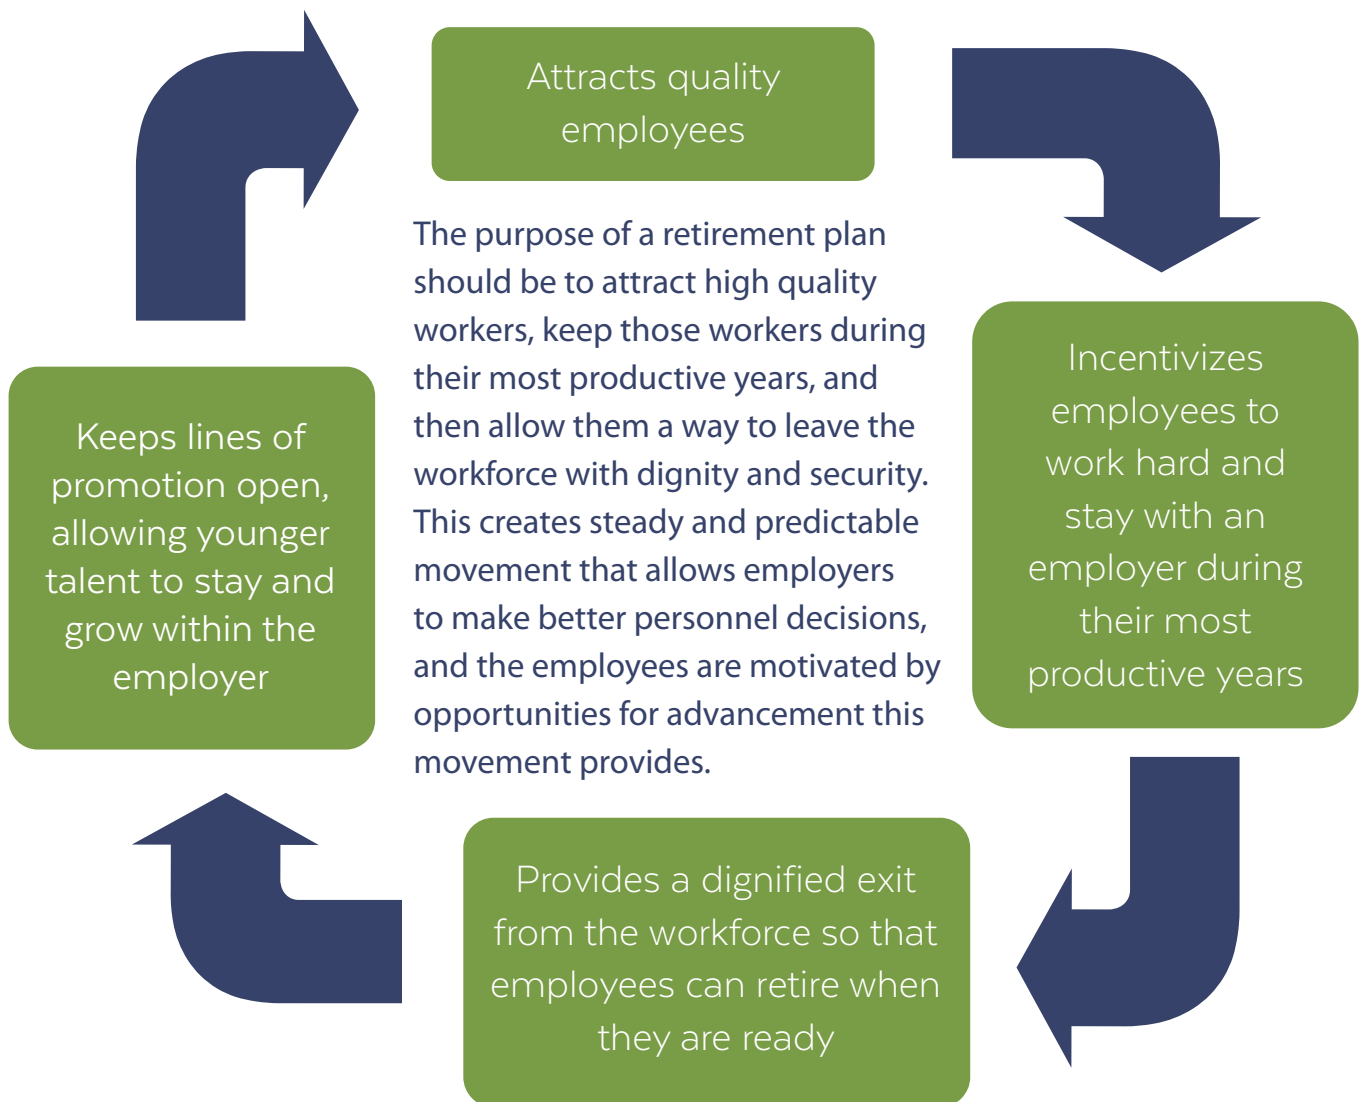 Attracts quality
employees
The purpose of a retirement plan
should be to attract high quality
workers, keep those workers during
their most productive years, and
then allow them a way to leave the
workforce with dignity and security.
This creates steady and predictable
movement that allows employers
to make better personnel decisions,
and the employees are motivated by
opportunities for advancement this
movement provides.
Incentivizes
employees to
work hard and
stay with an
employer during
their most
productive years
Provides a dignified exit
from the workforce so that
employees can retire when
they are ready
Keeps lines of
promotion open,
allowing younger
talent to stay and
grow within the
employer